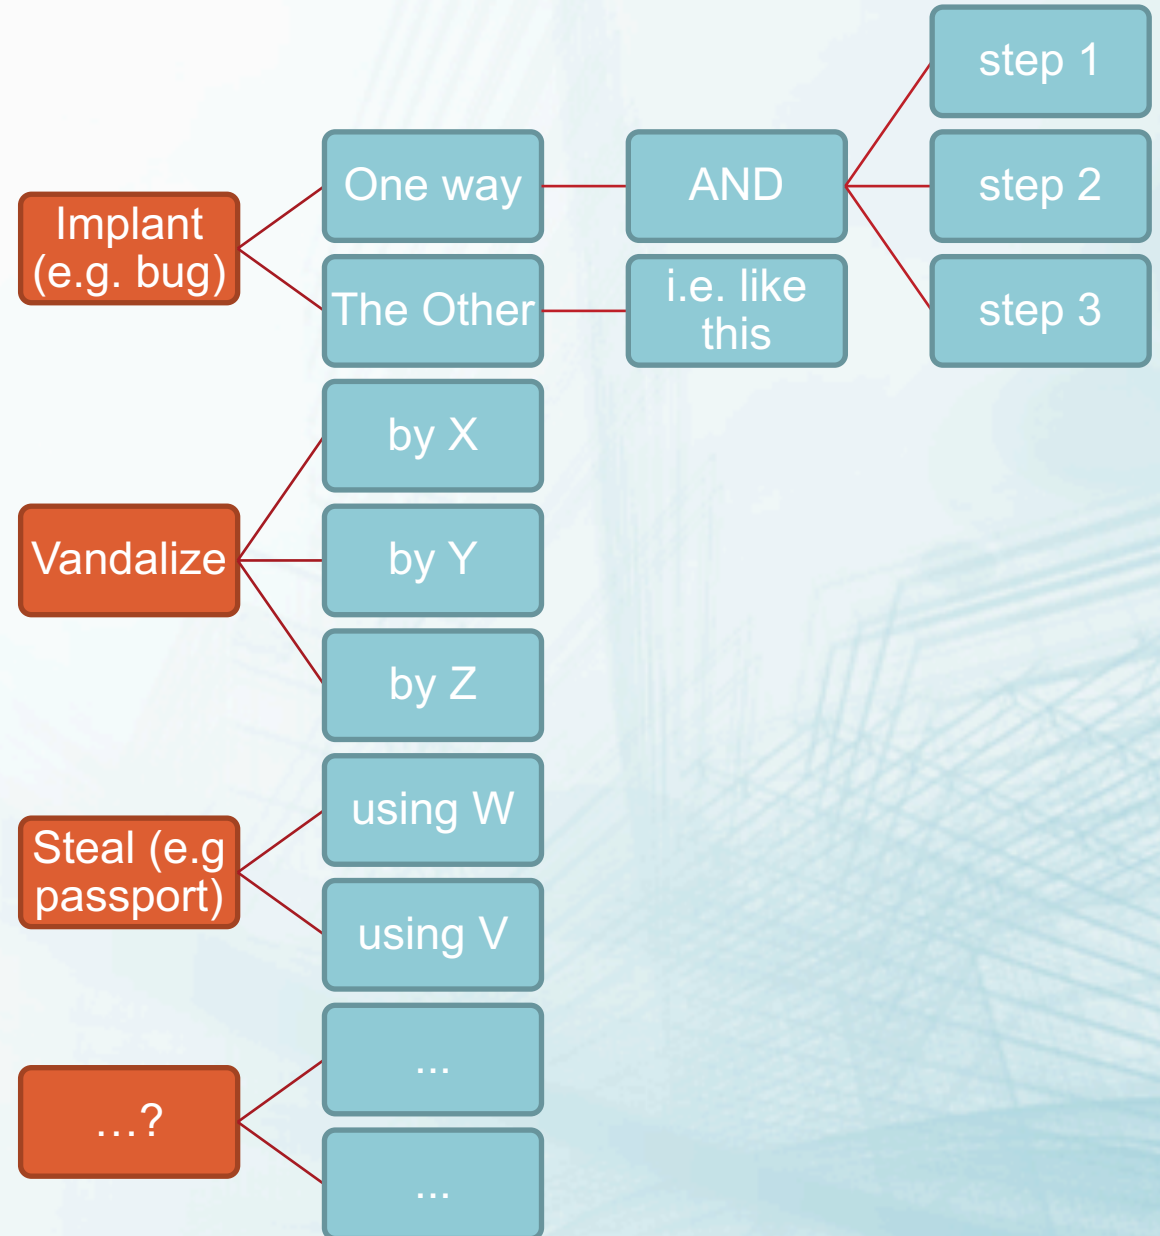 step 1
One way
AND
step 2
Implant
(e.g. bug)
The Other
i.e. like
this
step 3
by X
Vandalize
by Y
by Z
using W
Steal (e.g
passport)
using V
...
...?
...